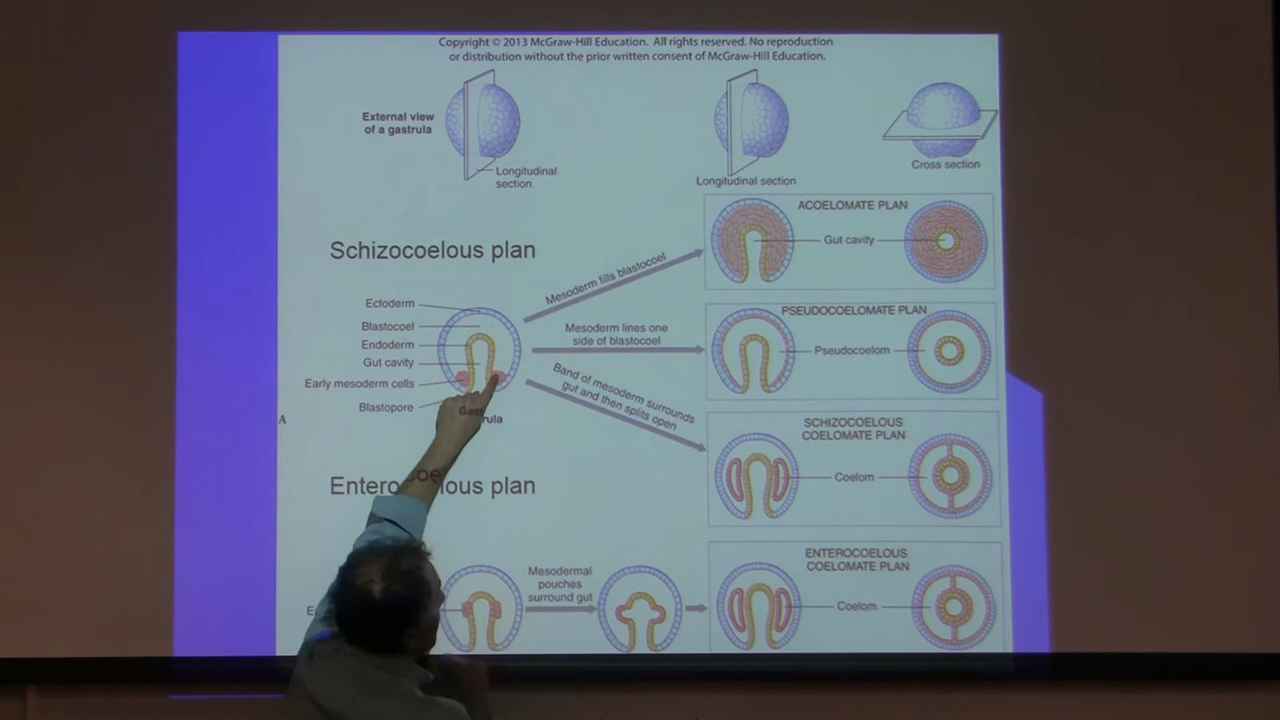 Copyright © 2013 McGraw-Hill Education. All rights reserved. No reproduction
or distribution without the prior written consent of McGraw-Hill Education.
External view
of a gastrula
Longitudinal
section
Longitudinal section
Cross section
ACOELOMATE PLAN
Gut cavity
Schizocoelous plan
Mesoderm fills blastocoel
Ectoderm
Blastocoel
Endoderm
Gut cavity
Early mesoderm cells
Blastopore
A
Mesoderm lines one
side of blastocoel
PSEUDOCOELOMATE PLAN
Pseudocoelom
Band of mesoderm surrounds
gut and then splits open
SCHIZOCOELOUS
COELOMATE PLAN
Coelom
Gastrula
Enterocoelous plan
Mesodermal
pouches
surround gut
ENTEROCOELOUS
COELOMATE PLAN
Coelom